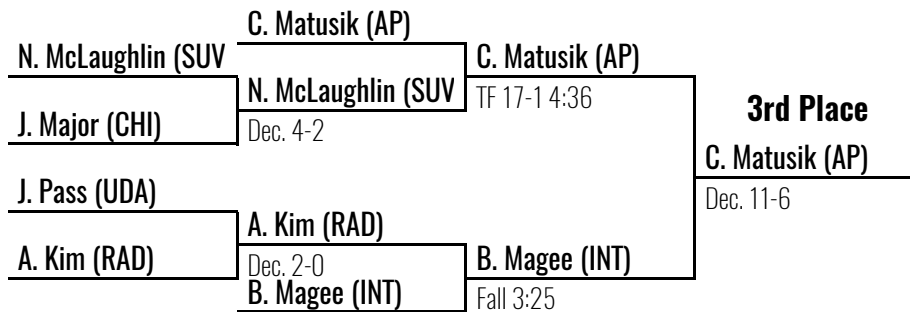 C. Matusik (AP)
N. McLaughlin (SUV
C. Matusik (AP)
N. McLaughlin (SUV
TF 17-1 4:36
3rd Place
J. Major (CHI)
Dec. 4-2
C. Matusik (AP)
J. Pass (UDA)
Dec. 11-6
A. Kim (RAD)
A. Kim (RAD)
Dec. 2-0
B. Magee (INT)
B. Magee (INT)
Fall 3:25